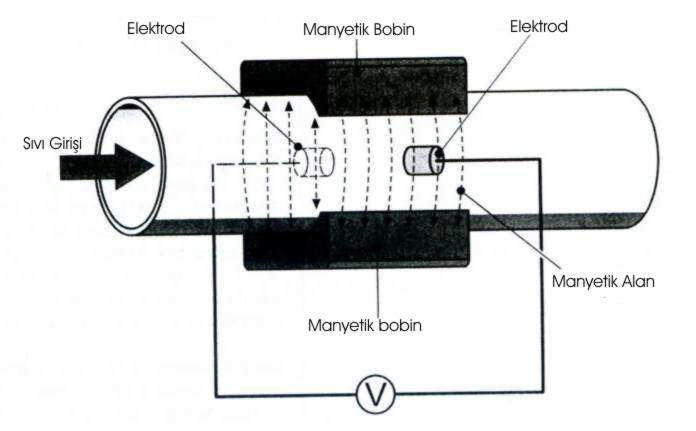 Elektrod
Manyetik Bobin
Elektrod
Sıvı Girişi
Manyetik Alan
Manyetik bobin
V